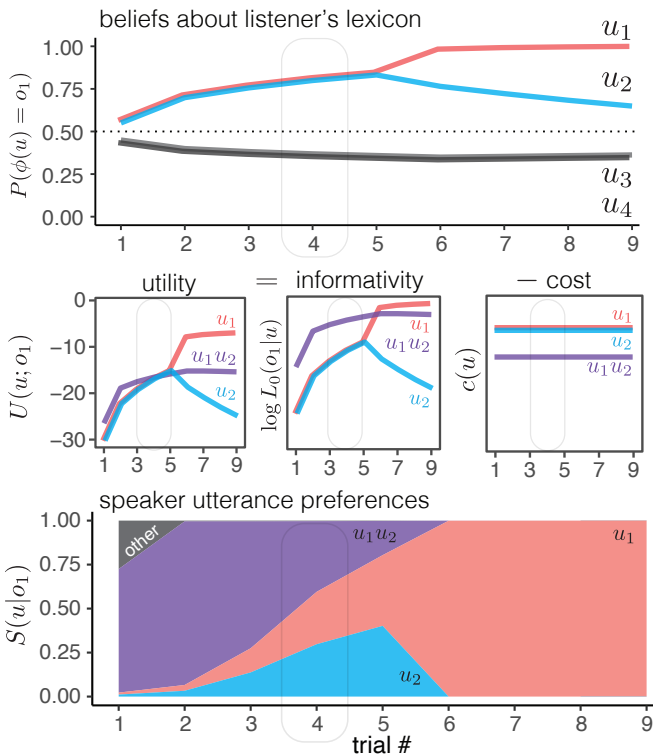 beliefs about listener's lexicon
P(ϕ(u) = o₁)
1.00
0.75
0.50
0.25
0.00
u₁
u₂
u₃
u₄
1 2 3 4 5 6 7 8 9
utility = informativity − cost
U(u; o₁)
0
−10
−20
−30
u₁
u₁u₂
u₂
1 3 5 7 9
log L₀(o₁|u)
u₁
u₁u₂
u₂
1 3 5 7 9
c(u)
u₁
u₂
u₁u₂
1 3 5 7 9
speaker utterance preferences
S(u|o₁)
1.00
0.75
0.50
0.25
0.00
other
u₁u₂
u₁
u₂
1 2 3 4 5 6 7 8 9
trial #